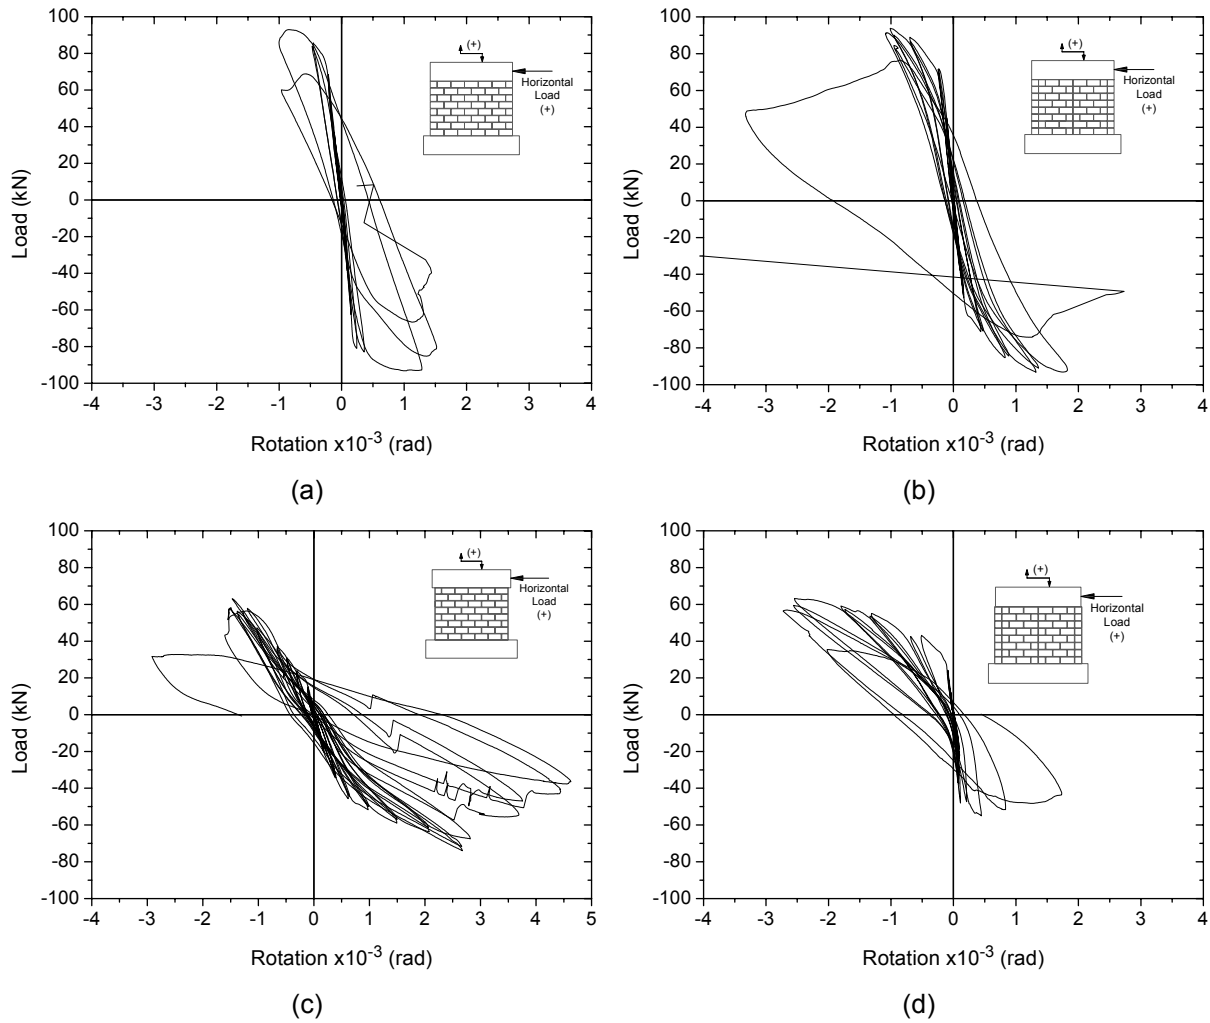 100
80
60
40
20
0
-20
-40
-60
-80
-100
Load (kN)
-4 -3 -2 -1 0 1 2 3 4
Rotation x10-3 (rad)
(+)
Horizontal
Load
(+)
(a)
100
80
60
40
20
0
-20
-40
-60
-80
-100
Load (kN)
-4 -3 -2 -1 0 1 2 3 4
Rotation x10-3 (rad)
(+)
Horizontal
Load
(+)
(b)
100
80
60
40
20
0
-20
-40
-60
-80
-100
Load (kN)
-4 -3 -2 -1 0 1 2 3 4 5
Rotation x10-3 (rad)
(+)
Horizontal
Load
(+)
(c)
100
80
60
40
20
0
-20
-40
-60
-80
-100
Load (kN)
-4 -3 -2 -1 0 1 2 3 4
Rotation x10-3 (rad)
(+)
Horizontal
Load
(+)
(d)